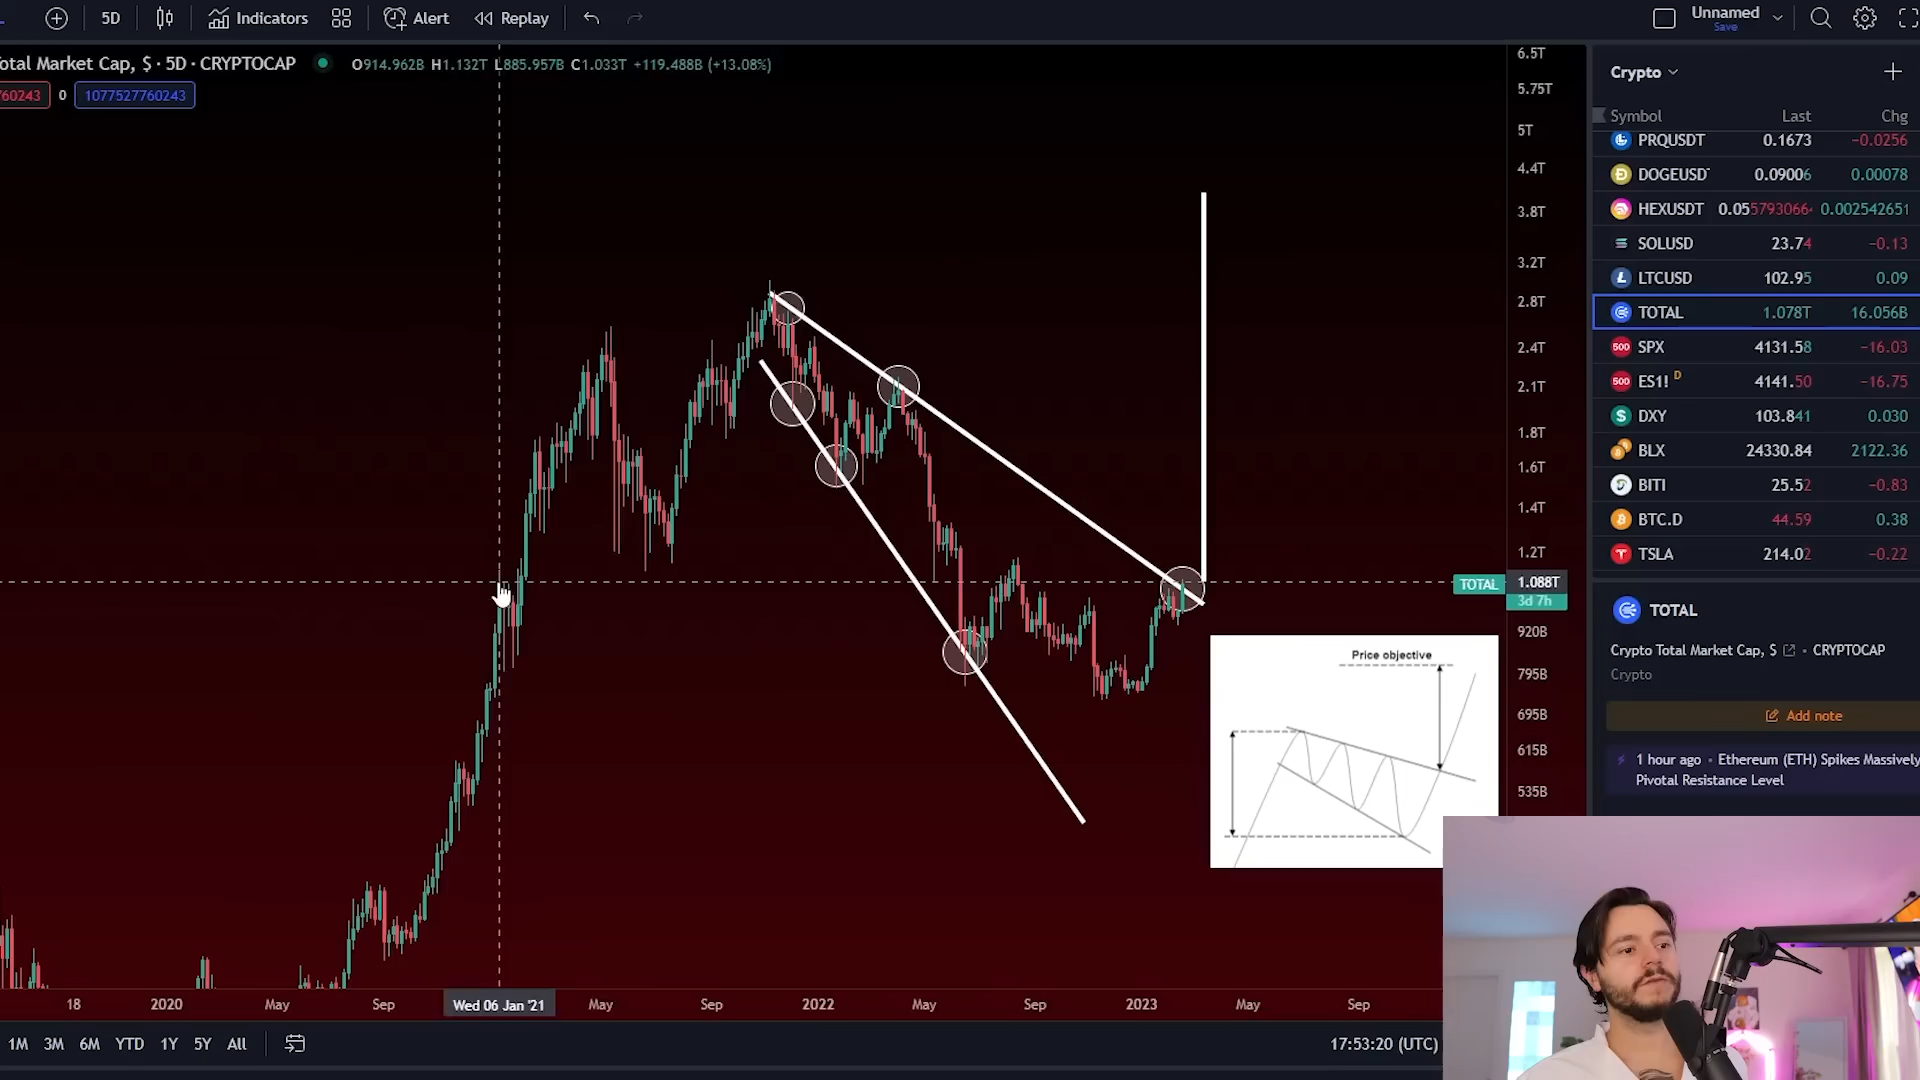 5D Indicators Alert Replay Unnamed
Save
otal Market Cap, $ · 5D · CRYPTOCAP O914.962B H1.132T L885.957B C1.033T +119.488B (+13.08%)
760243 0 1077527760243
6.5T
5.75T
5T
4.4T
3.8T
3.2T
2.8T
2.4T
2.1T
1.8T
1.6T
1.4T
1.2T
TOTAL 1.088T
3d 7h
920B
795B
695B
615B
535B
Price objective
18 2020 May Sep Wed 06 Jan '21 May Sep 2022 May Sep 2023 May Sep
1M 3M 6M YTD 1Y 5Y All 17:53:20 (UTC)
Crypto
Symbol Last Chg
PRQUSDT 0.1673 −0.0256
DOGEUSDT 0.09006 0.00078
HEXUSDT 0.055793066 0.002542651
SOLUSD 23.74 −0.13
LTCUSD 102.95 0.09
TOTAL 1.078T 16.056B
SPX 4131.58 −16.03
ES1! D 4141.50 −16.75
DXY 103.841 0.030
BLX 24330.84 2122.36
BITI 25.52 −0.83
BTC.D 44.59 0.38
TSLA 214.02 −0.22
TOTAL
Crypto Total Market Cap, $ • CRYPTOCAP
Crypto
Add note
1 hour ago • Ethereum (ETH) Spikes Massively
Pivotal Resistance Level